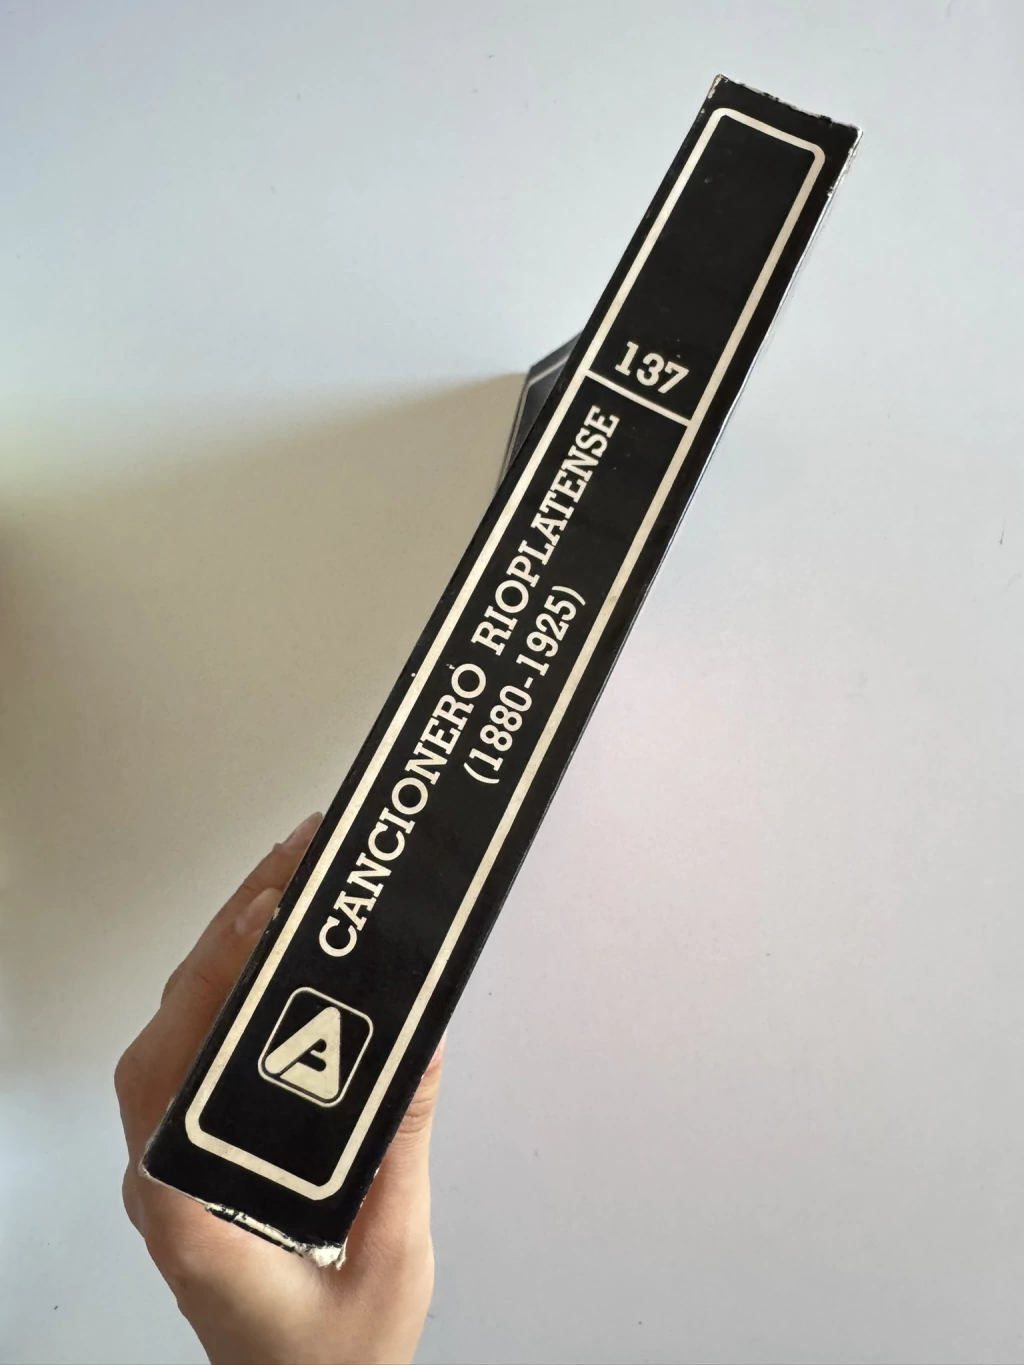 137
CANCIONERO RIOPLATENSE
(1880-1925)